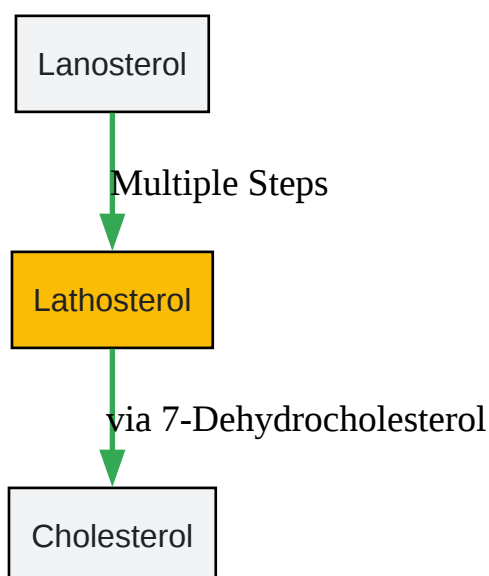 Lanosterol
Multiple Steps
Lathosterol
via 7-Dehydrocholesterol
Cholesterol